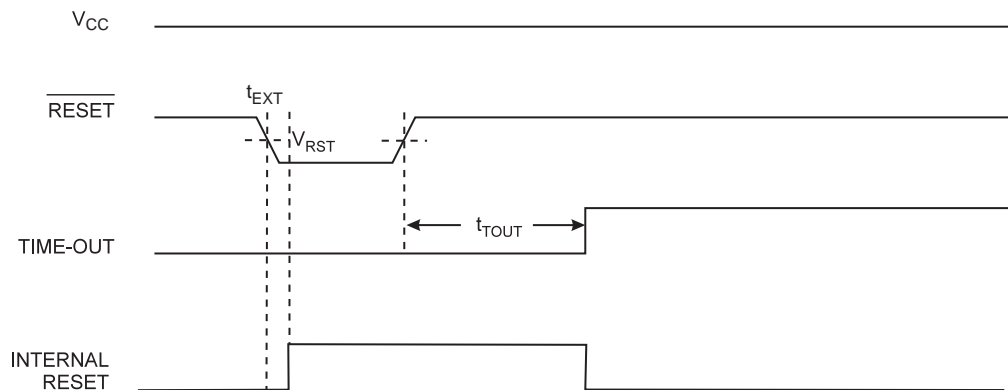 VCC
RESET
tEXT
VRST
TIME-OUT
tTOUT
INTERNAL
RESET